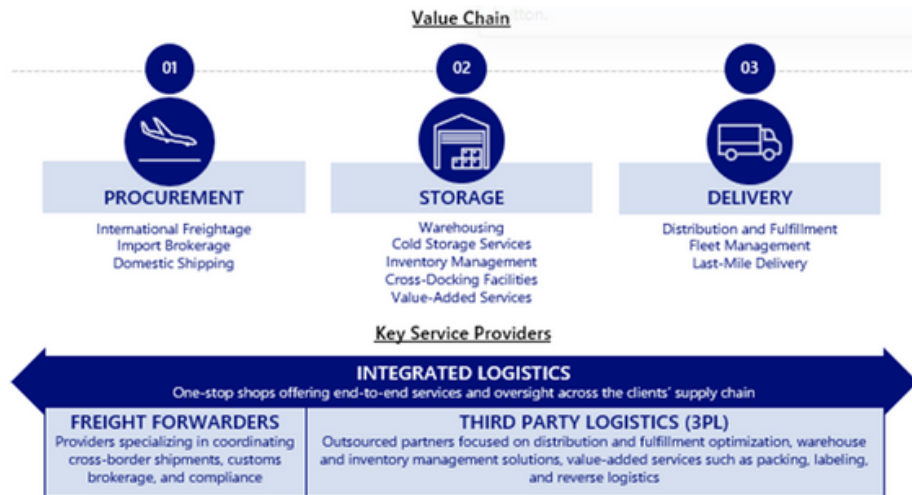 Value Chain
button.
01
02
03
PROCUREMENT
STORAGE
DELIVERY
International Freightage
Import Brokerage
Domestic Shipping
Warehousing
Cold Storage Services
Inventory Management
Cross-Docking Facilities
Value-Added Services
Distribution and Fulfillment
Fleet Management
Last-Mile Delivery
Key Service Providers
INTEGRATED LOGISTICS
One-stop shops offering end-to-end services and oversight across the clients' supply chain
FREIGHT FORWARDERS
Providers specializing in coordinating
cross-border shipments, customs
brokerage, and compliance
THIRD PARTY LOGISTICS (3PL)
Outsourced partners focused on distribution and fulfillment optimization, warehouse
and inventory management solutions, value-added services such as packing, labeling,
and reverse logistics